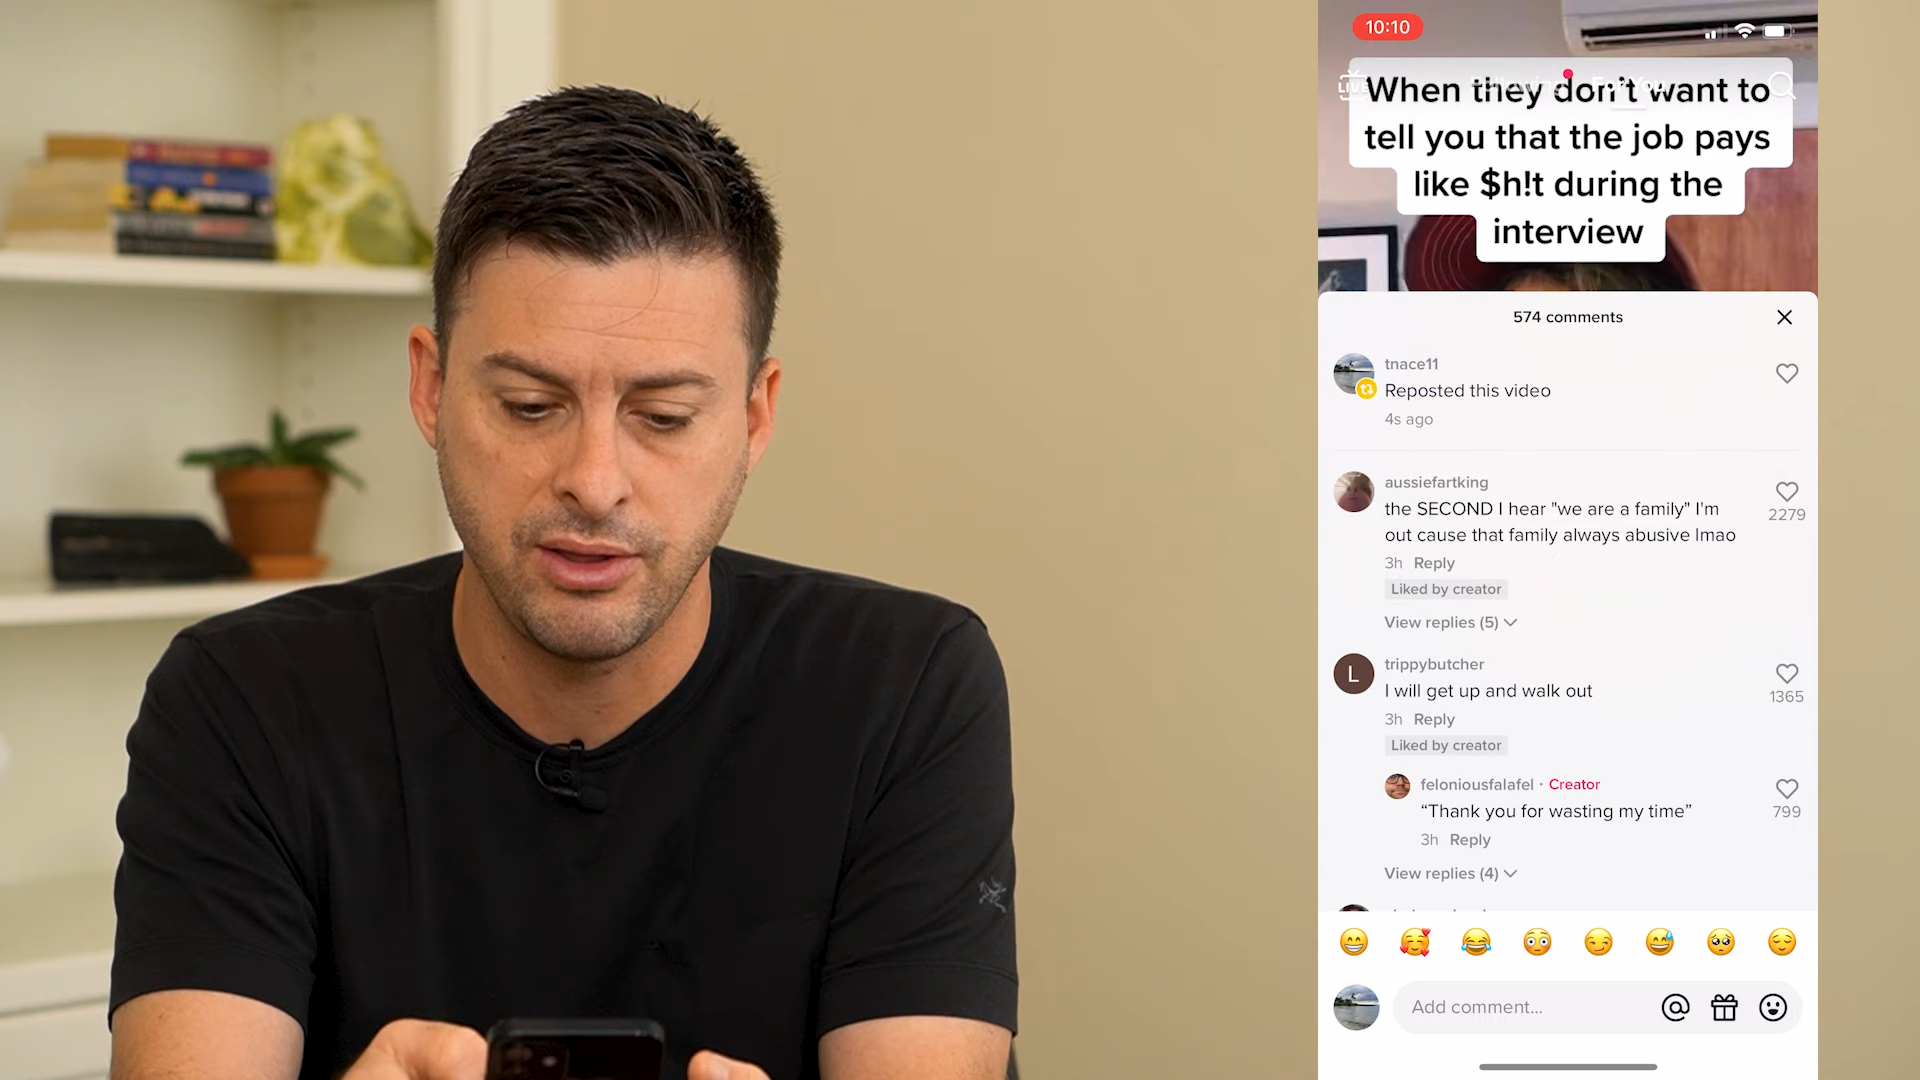 10:10
LIVE
Following
For You
When they don't want to
tell you that the job pays
like $h!t during the
interview
574 comments
tnace11
Reposted this video
4s ago
aussiefartking
the SECOND I hear "we are a family" I'm
out cause that family always abusive lmao
2279
3h Reply
Liked by creator
View replies (5)
L
trippybutcher
I will get up and walk out
1365
3h Reply
Liked by creator
feloniousfalafel · Creator
“Thank you for wasting my time”
799
3h Reply
View replies (4)
Add comment...